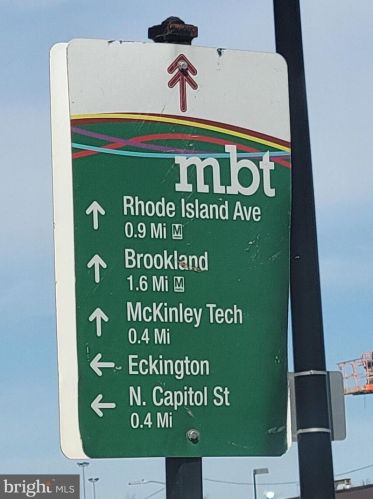 mbt
Rhode Island Ave
0.9 Mi M
Brookland
1.6 Mi M
McKinley Tech
0.4 Mi
Eckington
N. Capitol St
0.4 Mi
bright MLS